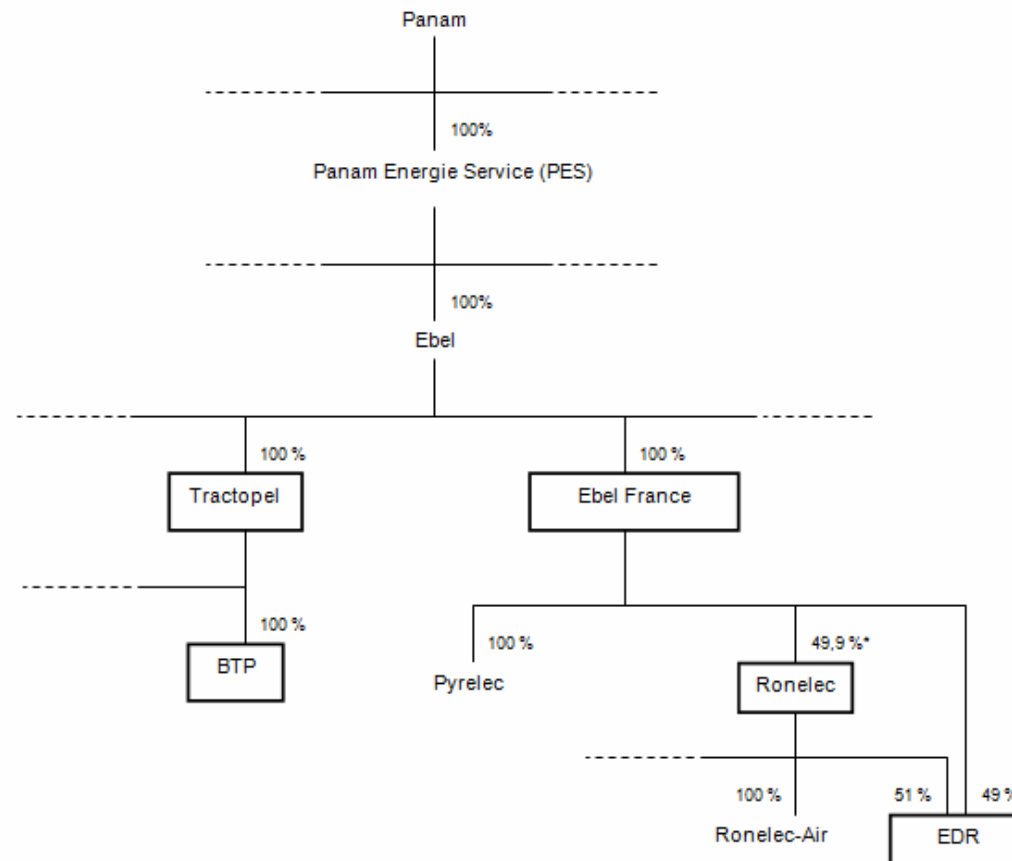 Panam
100%
Panam Energie Service (PES)
100%
Ebel
100 %
100 %
Tractopel
Ebel France
100 %
100 %
49,9 %*
BTP
Pyrelec
Ronelec
100 %
51 %
49 %
Ronelec-Air
EDR